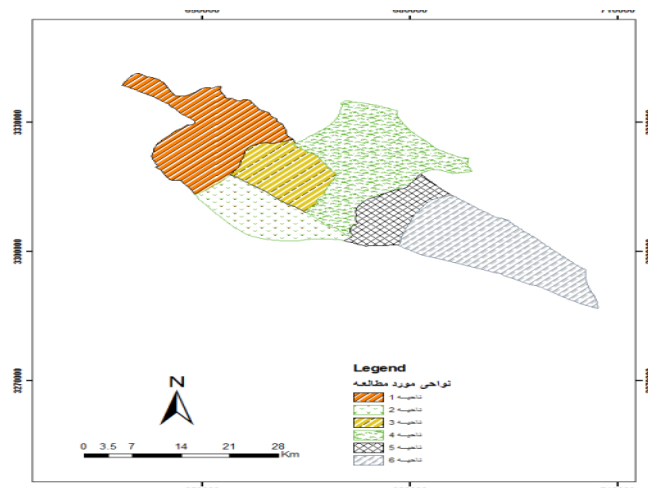 3330000
3300000
3270000
N
0 3.5 7 14 21 28
Km
Legend
نواحی مورد مطالعه
ناحیه 1
ناحیه 2
ناحیه 3
ناحیه 4
ناحیه 5
ناحیه 6